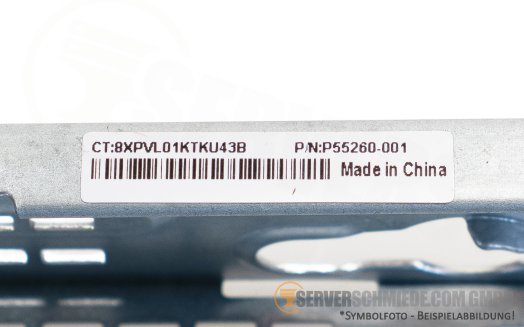 CT:8XPVL01KTKU43B P/N:P55260-001
Made in China
SERVERSCHMIEDE.COM GMBH
*SYMBOLFOTO - BEISPIELABBILDUNG!